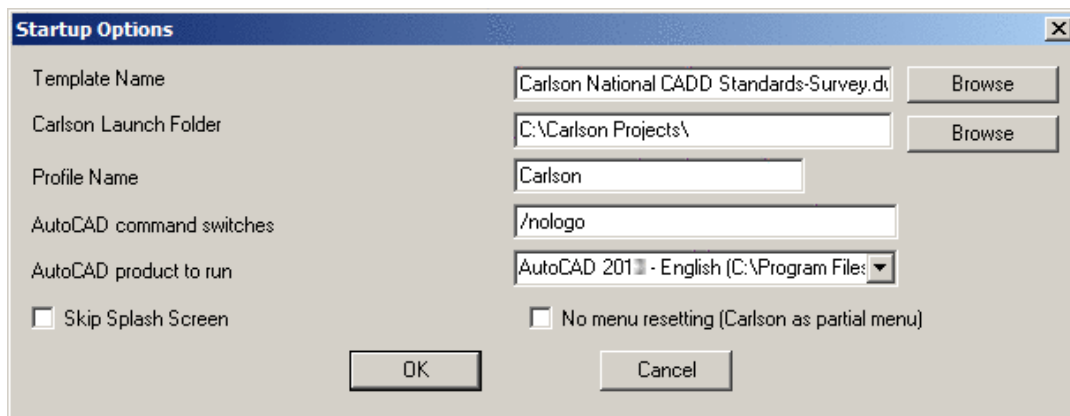 Startup Options
Template Name Carlson National CADD Standards-Survey Browse
Carlson Launch Folder C:\Carlson Projects\ Browse
Profile Name Carlson
AutoCAD command switches /nologo
AutoCAD product to run AutoCAD - English (C:\Program Files
Skip Splash Screen No menu resetting (Carlson as partial menu)
OK Cancel